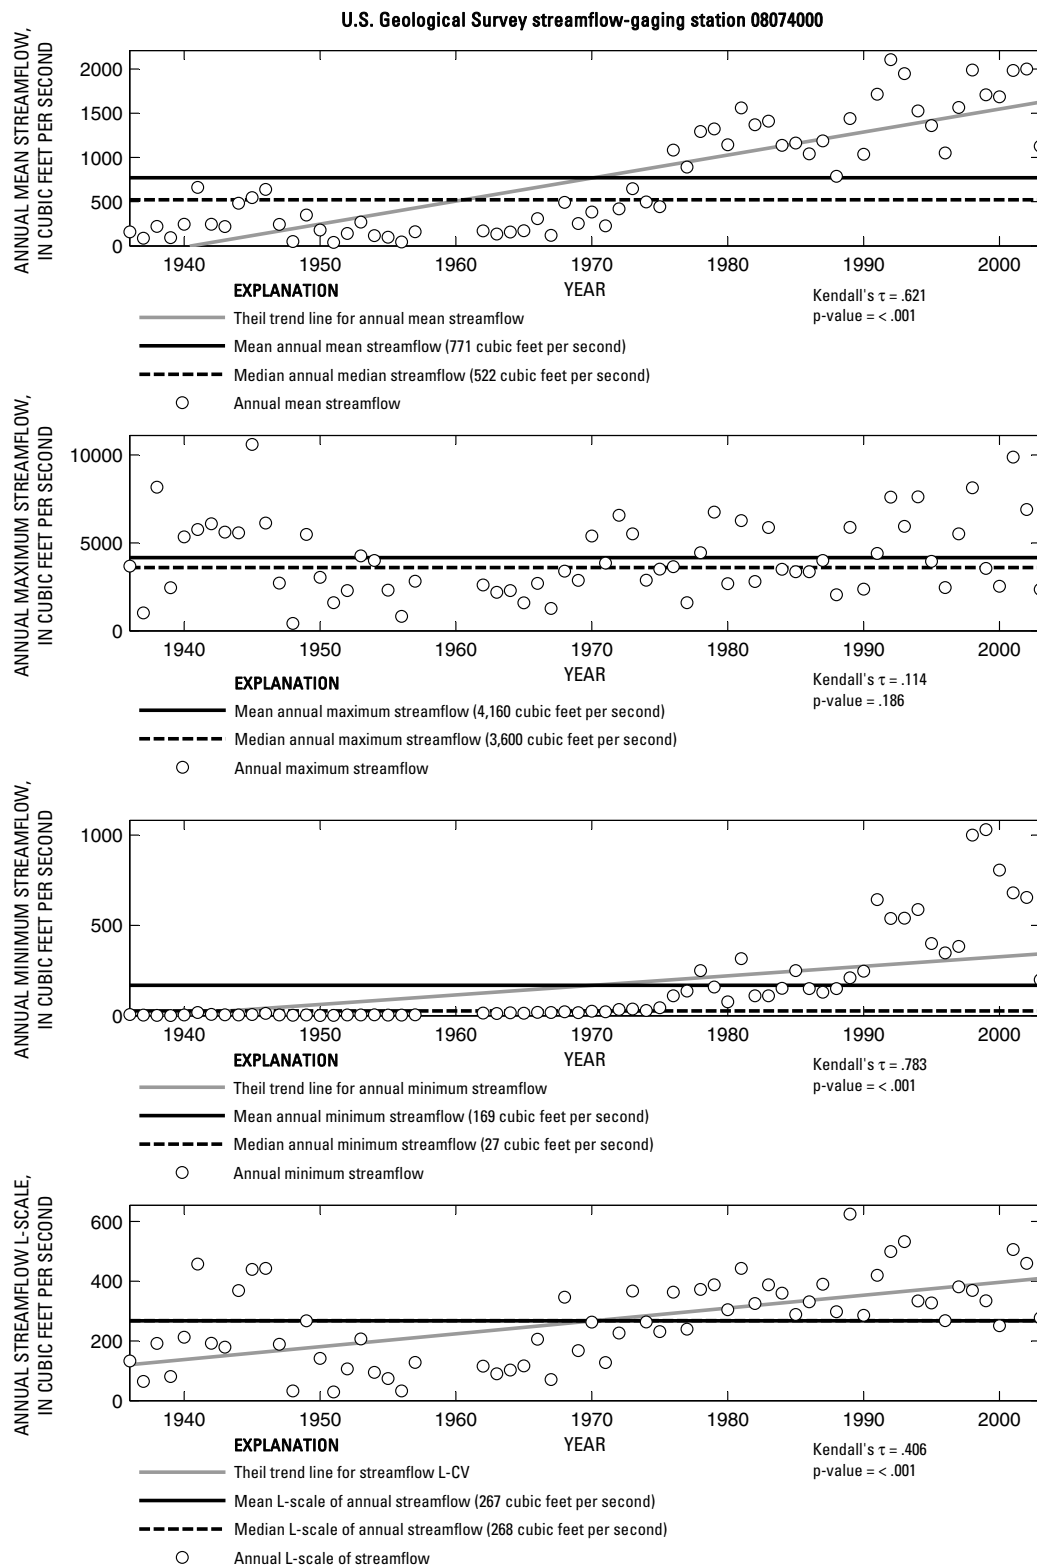 U.S. Geological Survey streamflow-gaging station 08074000
ANNUAL MEAN STREAMFLOW,
IN CUBIC FEET PER SECOND
2000
1500
1000
500
0
1940 1950 1960 1970 1980 1990 2000
YEAR
Kendall's τ = .621
p-value = < .001
EXPLANATION
Theil trend line for annual mean streamflow
Mean annual mean streamflow (771 cubic feet per second)
Median annual median streamflow (522 cubic feet per second)
Annual mean streamflow
ANNUAL MAXIMUM STREAMFLOW,
IN CUBIC FEET PER SECOND
10000
5000
0
1940 1950 1960 1970 1980 1990 2000
YEAR
Kendall's τ = .114
p-value = .186
EXPLANATION
Mean annual maximum streamflow (4,160 cubic feet per second)
Median annual maximum streamflow (3,600 cubic feet per second)
Annual maximum streamflow
ANNUAL MINIMUM STREAMFLOW,
IN CUBIC FEET PER SECOND
1000
500
0
1940 1950 1960 1970 1980 1990 2000
YEAR
Kendall's τ = .783
p-value = < .001
EXPLANATION
Theil trend line for annual minimum streamflow
Mean annual minimum streamflow (169 cubic feet per second)
Median annual minimum streamflow (27 cubic feet per second)
Annual minimum streamflow
ANNUAL STREAMFLOW L-SCALE,
IN CUBIC FEET PER SECOND
600
400
200
0
1940 1950 1960 1970 1980 1990 2000
YEAR
Kendall's τ = .406
p-value = < .001
EXPLANATION
Theil trend line for streamflow L-CV
Mean L-scale of annual streamflow (267 cubic feet per second)
Median L-scale of annual streamflow (268 cubic feet per second)
Annual L-scale of streamflow